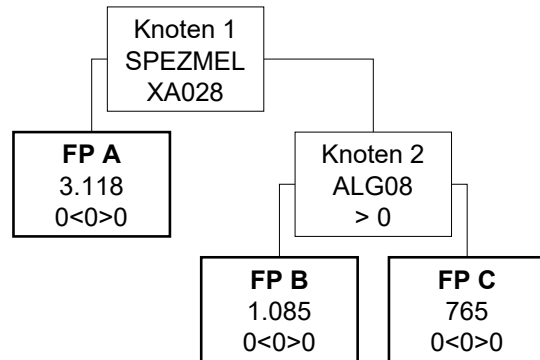 Knoten 1
SPEZMEL
XA028
FP A
3.118
0<0>0
Knoten 2
ALG08
> 0
FP B
1.085
0<0>0
FP C
765
0<0>0